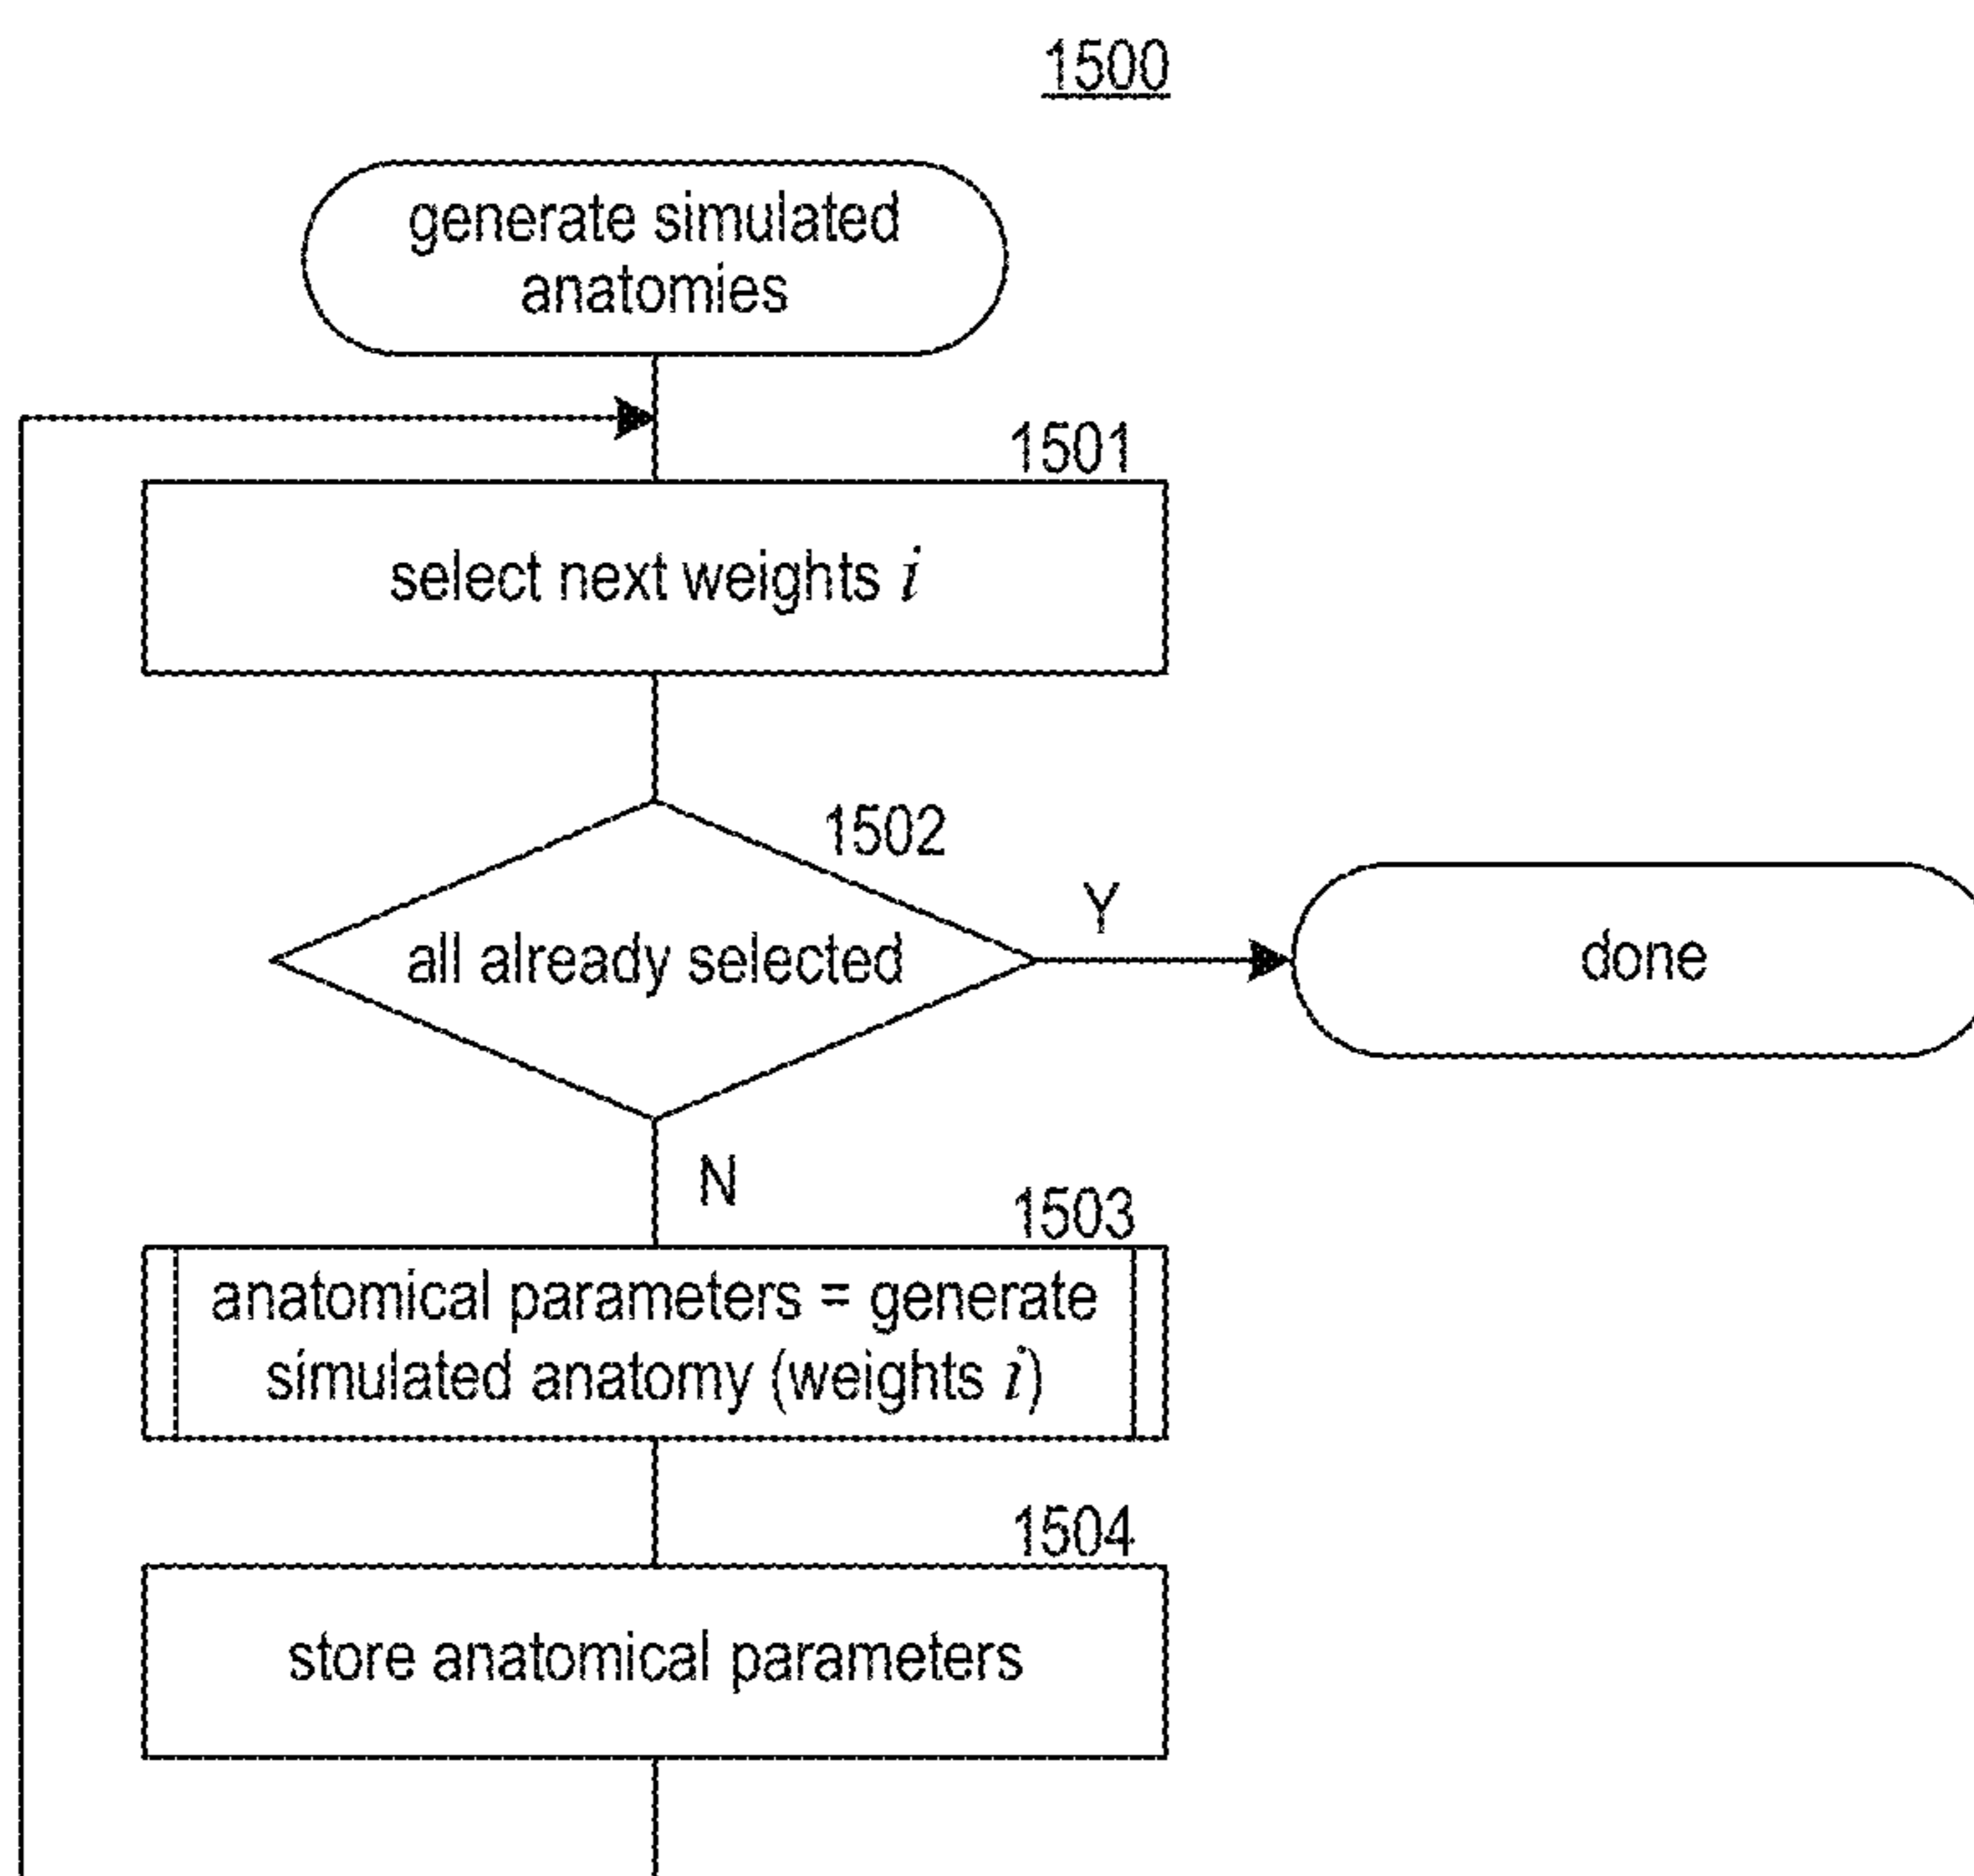 1500
generate simulated
anatomies
1501
select next weights i
1502
all already selected
Y
done
N
1503
anatomical parameters = generate
simulated anatomy (weights i)
1504
store anatomical parameters